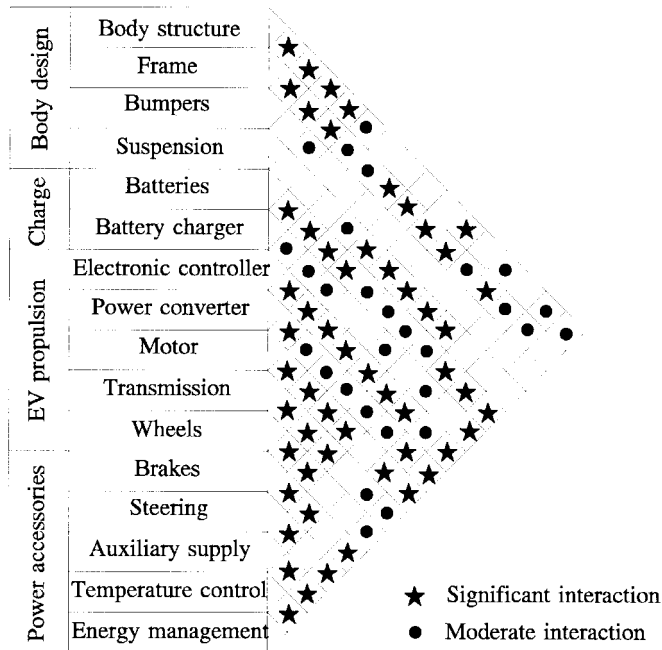 Body design
Body structure
Frame
Bumpers
Suspension
Charge
Batteries
Battery charger
EV propulsion
Electronic controller
Power converter
Motor
Transmission
Wheels
Power accessories
Brakes
Steering
Auxiliary supply
Temperature control
Energy management
Significant interaction
Moderate interaction